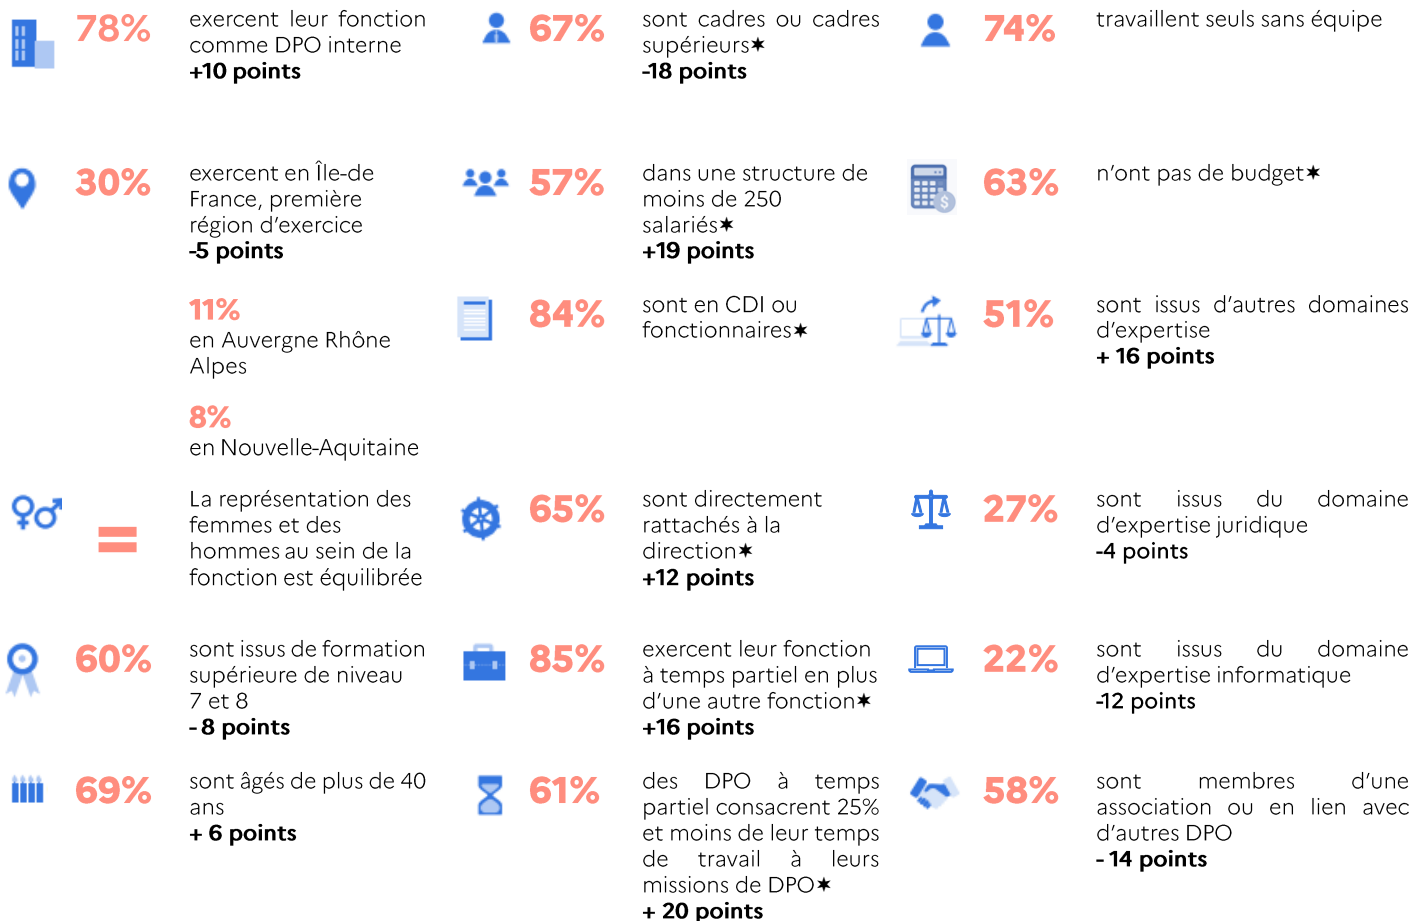 78%
exercent leur fonction
comme DPO interne
+10 points
67%
sont cadres ou cadres
supérieurs✶
-18 points
74%
travaillent seuls sans équipe
30%
exercent en Île-de
France, première
région d'exercice
-5 points
57%
dans une structure de
moins de 250
salariés✶
+19 points
63%
n'ont pas de budget✶
11%
en Auvergne Rhône
Alpes
8%
en Nouvelle-Aquitaine
84%
sont en CDI ou
fonctionnaires✶
51%
sont issus d'autres domaines
d'expertise
+ 16 points
=
La représentation des
femmes et des
hommes au sein de la
fonction est équilibrée
65%
sont directement
rattachés à la
direction✶
+12 points
27%
sont issus du domaine
d'expertise juridique
-4 points
60%
sont issus de formation
supérieure de niveau
7 et 8
- 8 points
85%
exercent leur fonction
à temps partiel en plus
d'une autre fonction✶
+16 points
22%
sont issus du domaine
d'expertise informatique
-12 points
69%
sont âgés de plus de 40
ans
+ 6 points
61%
des DPO à temps
partiel consacrent 25%
et moins de leur temps
de travail à leurs
missions de DPO✶
+ 20 points
58%
sont membres d'une
association ou en lien avec
d'autres DPO
- 14 points